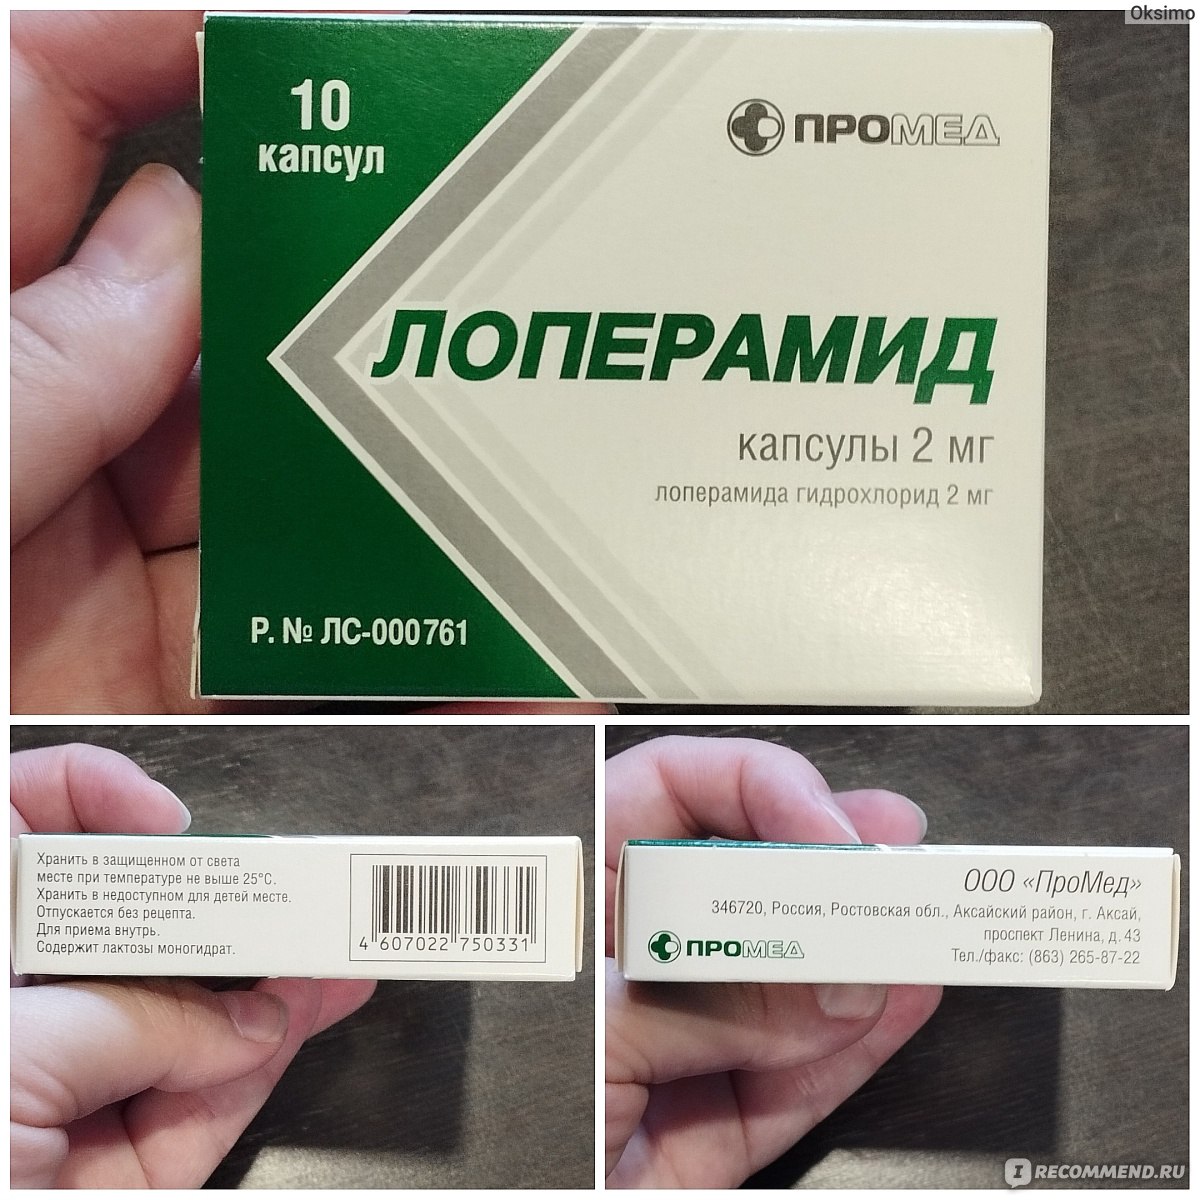 Oksimo
10
капсул
ПРОМЕД
ЛОПЕРАМИД
капсулы 2 мг
лоперамида гидрохлорид 2 мг
Р. № ЛС-000761
Хранить в защищенном от света
месте при температуре не выше 25°С.
Хранить в недоступном для детей месте.
Отпускается без рецепта.
Для приема внутрь.
Содержит лактозы моногидрат.
4 607022 750331
ООО «ПроМед»
346720, Россия, Ростовская обл., Аксайский район, г. Аксай,
проспект Ленина, д. 43
Тел./факс: (863) 265-87-22
ПРОМЕД
IRECOMMEND.RU